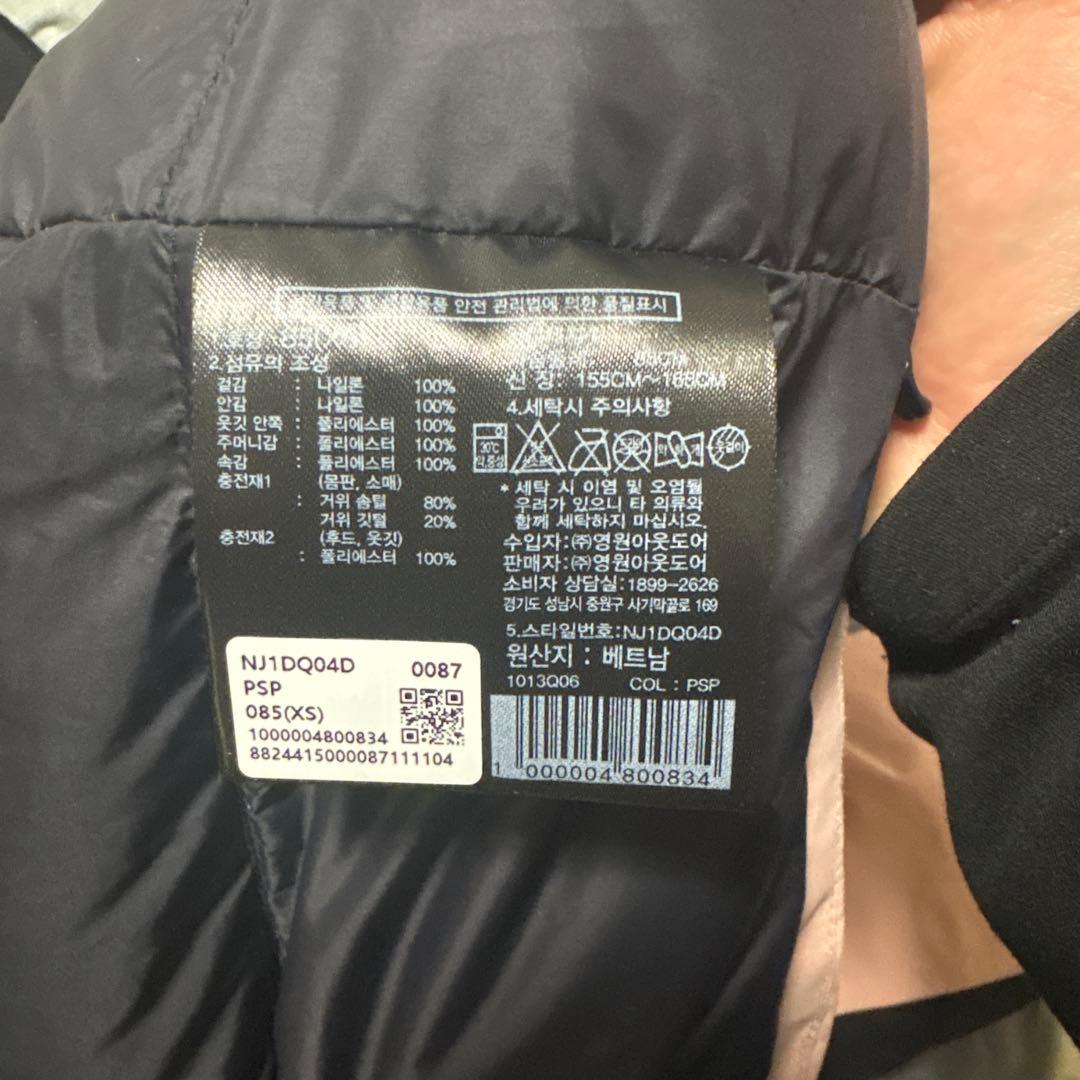 안전 관리법에 의한 품질표시
2.섬유의 조성
겉감 : 나일론 100%
안감 : 나일론 100%
옷깃 안쪽 : 폴리에스터 100%
주머니감 : 폴리에스터 100%
속감 : 폴리에스터 100%
충전재1 (몸판, 소매)
: 거위 솜털 80%
거위 깃털 20%
충전재2 (후드, 옷깃)
: 폴리에스터 100%
신 장: 155CM~165CM
4.세탁시 주의사항
30℃
* 세탁 시 이염 및 오염될
우려가 있으니 타 의류와
함께 세탁하지 마십시오.
수입자:㈜영원아웃도어
판매자:㈜영원아웃도어
소비자 상담실:1899-2626
경기도 성남시 중원구 사기막골로 169
5.스타일번호:NJ1DQ04D
원산지 : 베트남
1013Q06 COL : PSP
1 000004 800834
NJ1DQ04D 0087
PSP
085(XS)
1000004800834
8824415000087111104